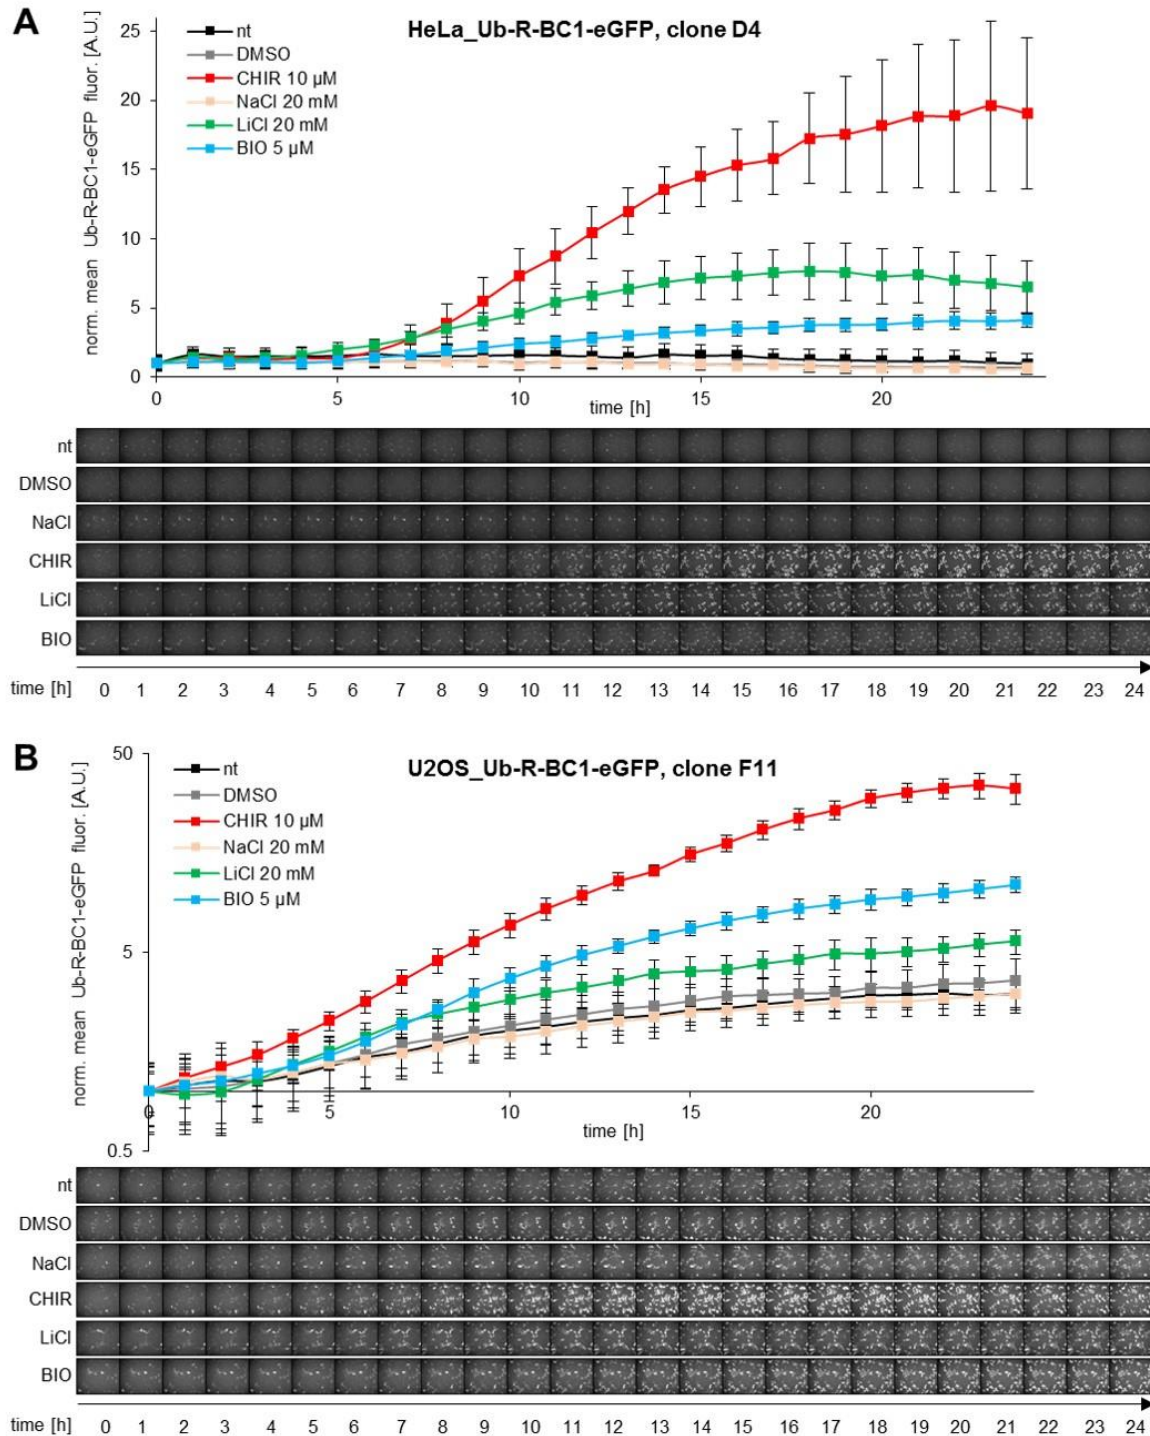 A
HeLa_Ub-R-BC1-eGFP, clone D4
norm. mean Ub-R-BC1-eGFP fluor. [A.U.]
25
20
15
10
5
0
nt
DMSO
CHIR 10 µM
NaCl 20 mM
LiCl 20 mM
BIO 5 µM
0 5 10 15 20
time [h]
nt
DMSO
NaCl
CHIR
LiCl
BIO
time [h] 0 1 2 3 4 5 6 7 8 9 10 11 12 13 14 15 16 17 18 19 20 21 22 23 24
B
U2OS_Ub-R-BC1-eGFP, clone F11
norm. mean Ub-R-BC1-eGFP fluor. [A.U.]
50
5
0.5
nt
DMSO
CHIR 10 µM
NaCl 20 mM
LiCl 20 mM
BIO 5 µM
0 5 10 15 20
time [h]
nt
DMSO
NaCl
CHIR
LiCl
BIO
time [h] 0 1 2 3 4 5 6 7 8 9 10 11 12 13 14 15 16 17 18 19 20 21 22 23 24